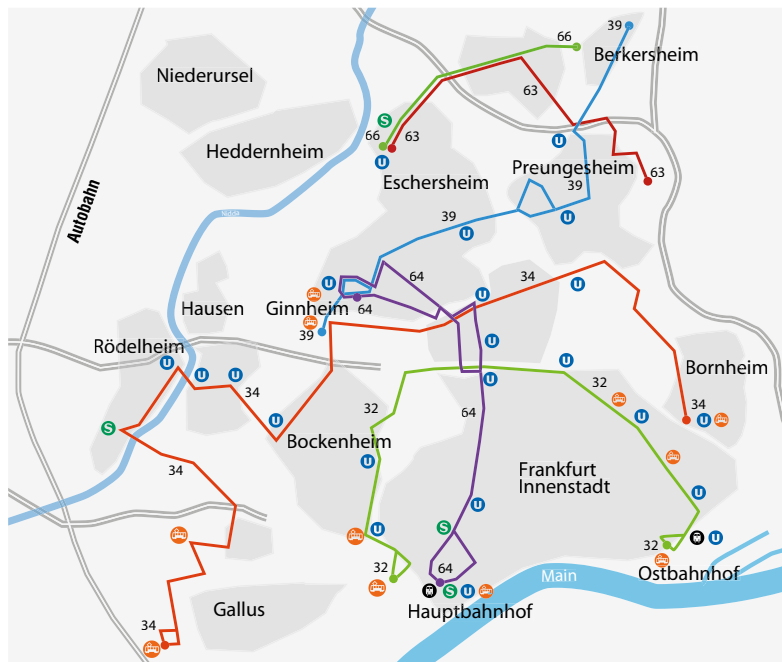 39
66
Berkersheim
Niederursel
63
S
66
63
Heddernheim
U
U
Preungesheim
63
Eschersheim
39
Autobahn
Nidda
39
U
U
64
34
U
U
U
Hausen
Ginnheim
64
39
U
Rödelheim
U
U
U
U
U
Bornheim
34
32
32
34
U
U
S
U
Bockenheim
64
34
U
Frankfurt
Innenstadt
U
U
U
S
32
U
32
64
Main
Ostbahnhof
U
S
Gallus
Hauptbahnhof
34